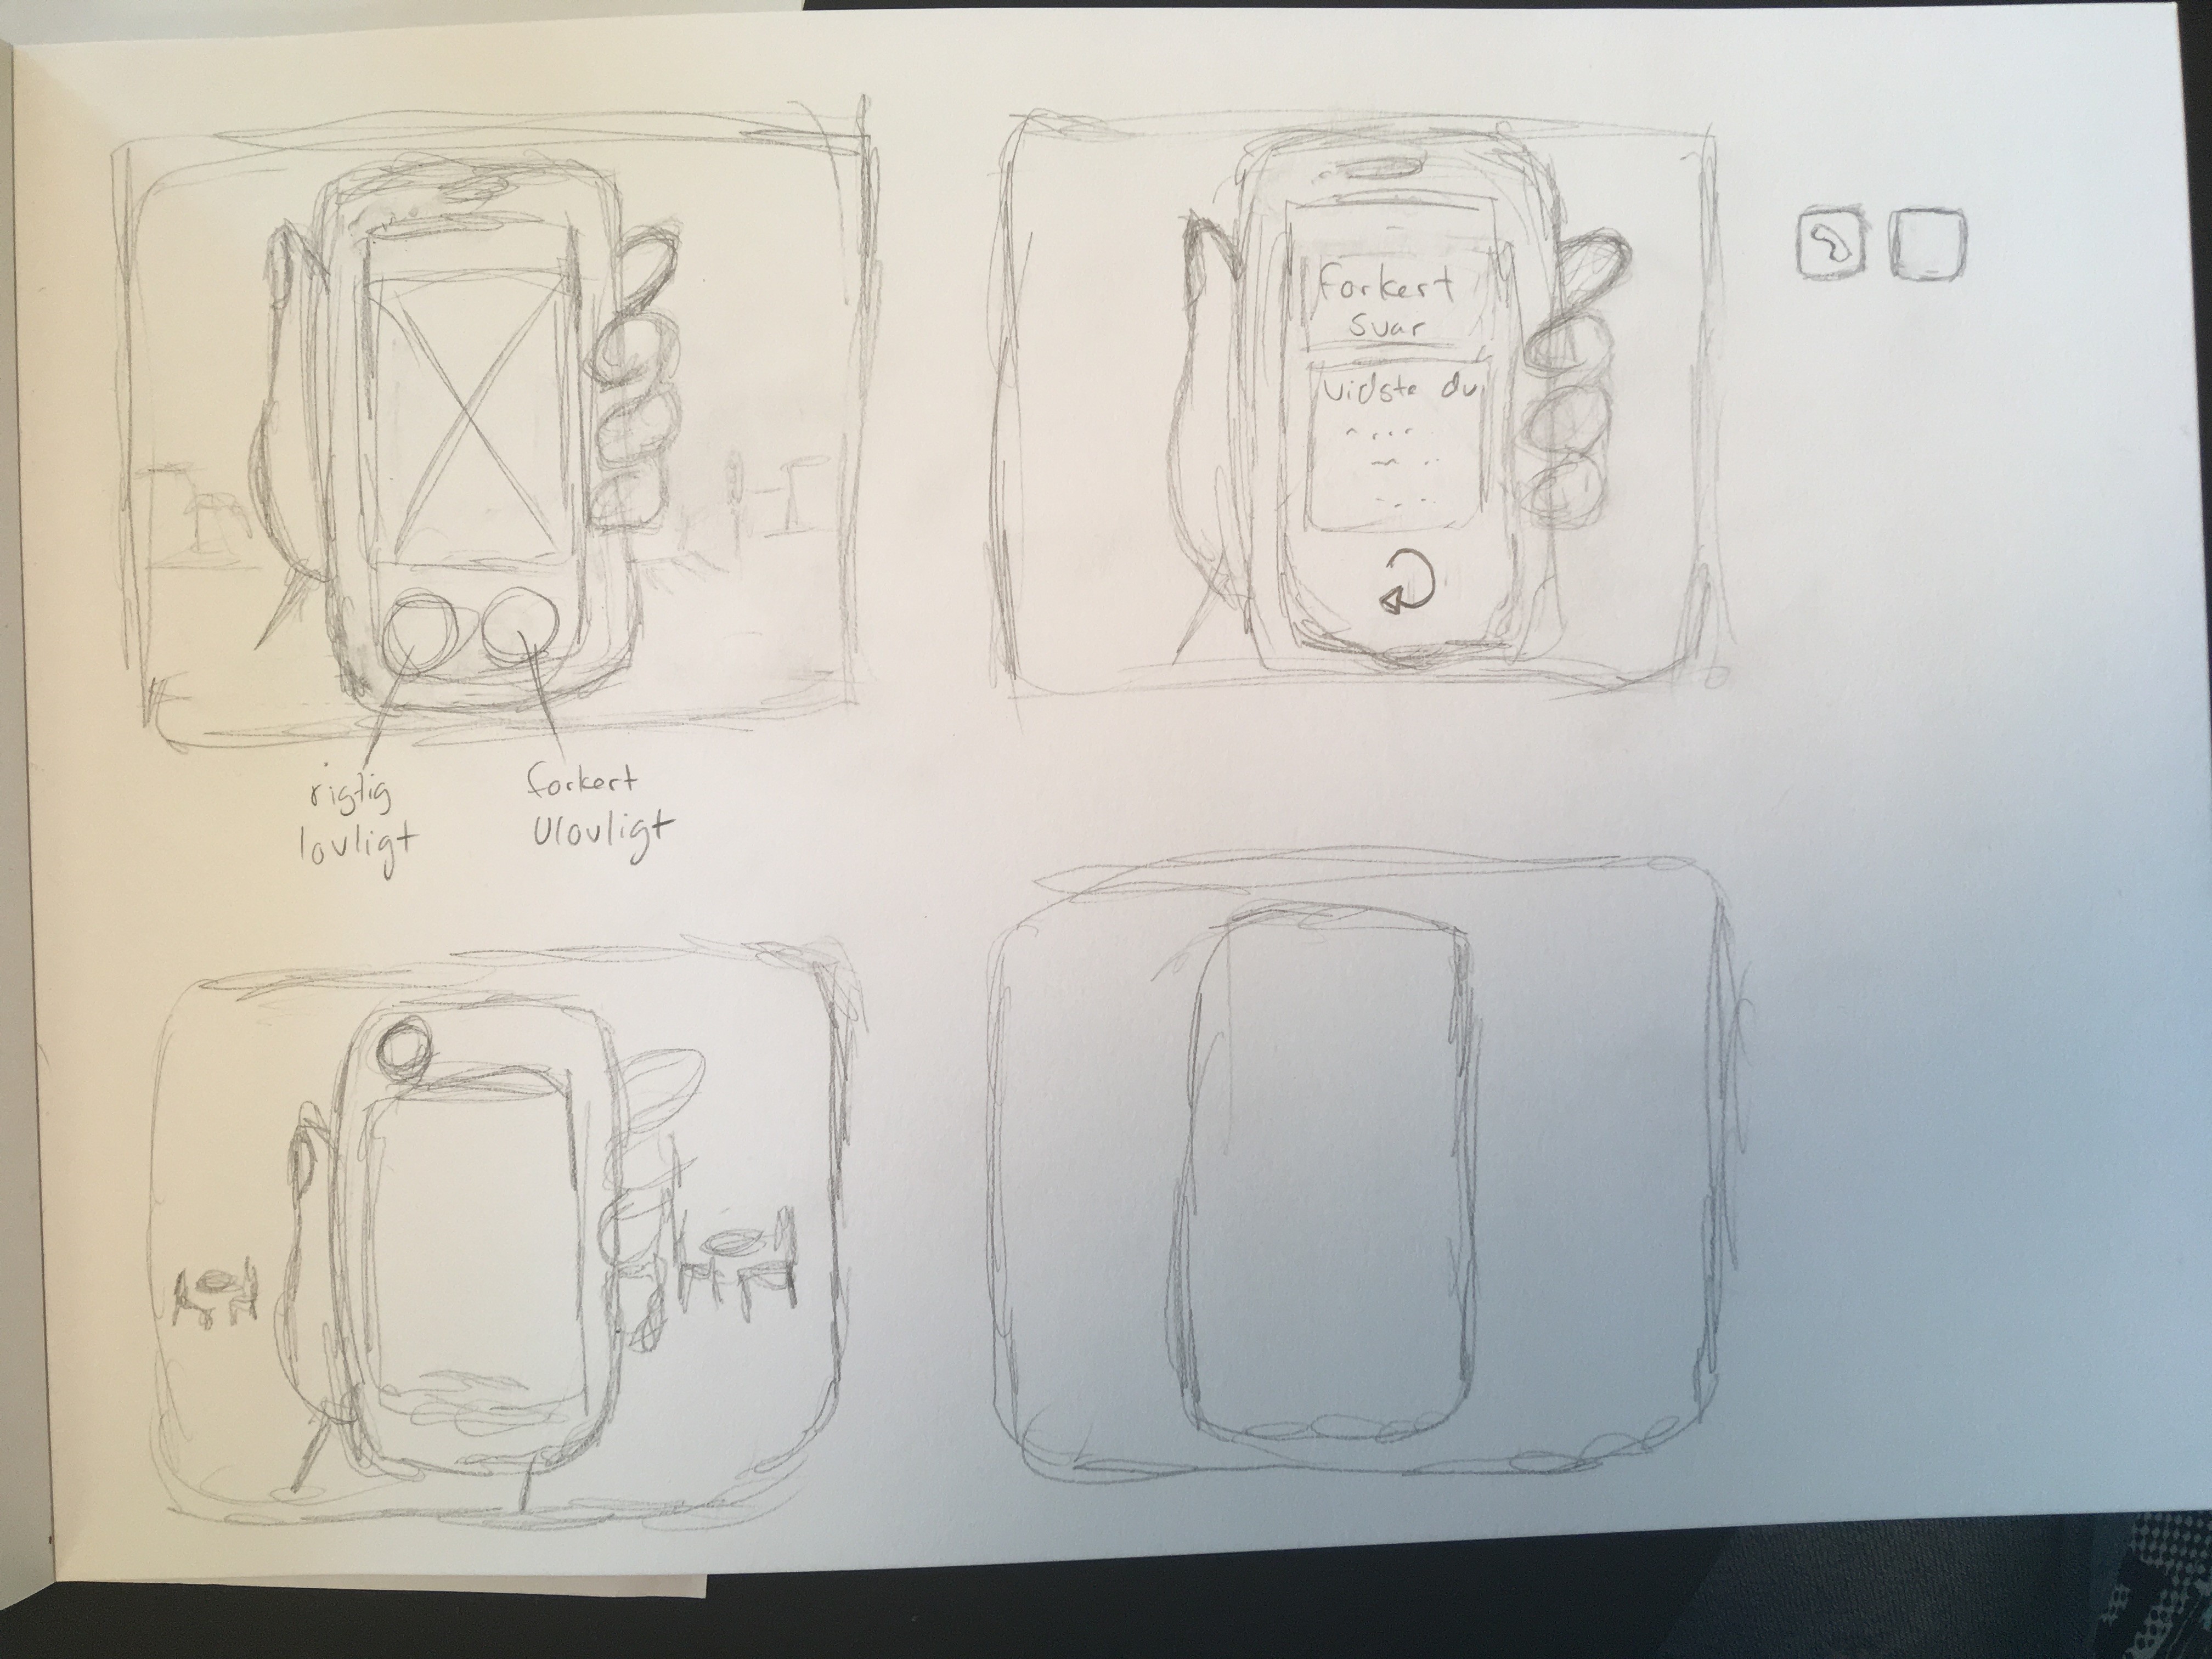 rigtig
lovligt
forkert
Ulovligt
forkert
svar
Vidste du